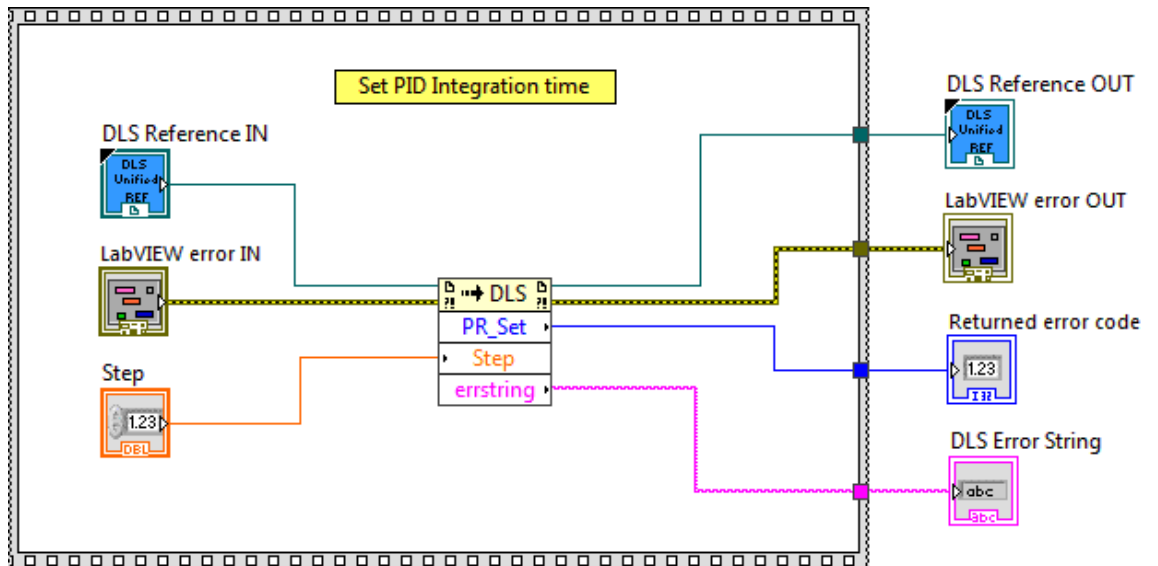 Set PID Integration time
DLS Reference OUT
DLS
Unified
REF
DLS Reference IN
DLS
Unified
REF
LabVIEW error OUT
LabVIEW error IN
?! DLS ?!
PR_Set
Returned error code
1.23
I32
Step
Step
1.23
DBL
errstring
DLS Error String
abc
abc